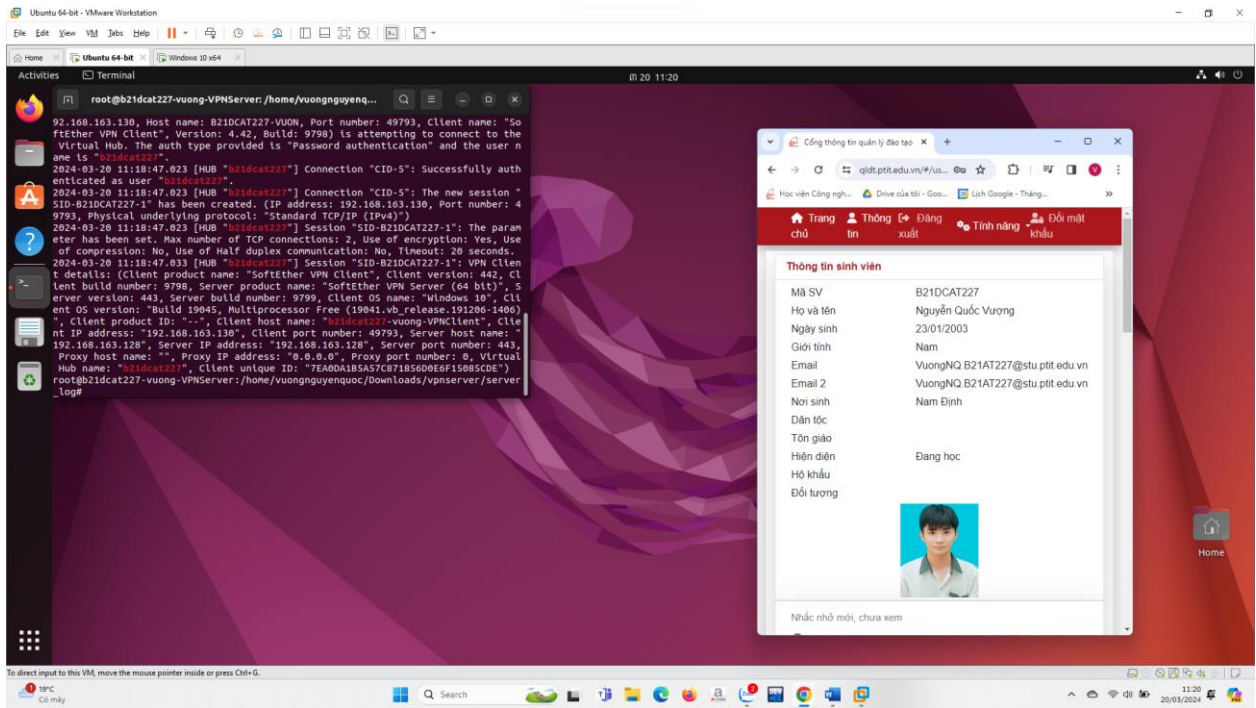 Ubuntu 64-bit - VMware Workstation
File Edit View VM Tabs Help
Home Ubuntu 64-bit Windows 10 x64
Activities Terminal
20 11:20
root@b21dcat227-vuong-VPNServer: /home/vuongnguyenq...
92.168.163.130, Host name: B21DCAT227-VUON, Port number: 49793, Client name: "So
ftEther VPN Client", Version: 4.42, Build: 9798) is attempting to connect to the
Virtual Hub. The auth type provided is "Password authentication" and the user n
ame is "b21dcat227".
2024-03-20 11:18:47.023 [HUB "b21dcat227"] Connection "CID-5": Successfully auth
enticated as user "b21dcat227".
2024-03-20 11:18:47.023 [HUB "b21dcat227"] Connection "CID-5": The new session "
SID-B21DCAT227-1" has been created. (IP address: 192.168.163.130, Port number: 4
9793, Physical underlying protocol: "Standard TCP/IP (IPv4)")
2024-03-20 11:18:47.023 [HUB "b21dcat227"] Session "SID-B21DCAT227-1": The param
eter has been set. Max number of TCP connections: 2, Use of encryption: Yes, Use
of compression: No, Use of Half duplex communication: No, Timeout: 20 seconds.
2024-03-20 11:18:47.033 [HUB "b21dcat227"] Session "SID-B21DCAT227-1": VPN Clien
t details: (Client product name: "SoftEther VPN Client", Client version: 442, Cl
ient build number: 9798, Server product name: "SoftEther VPN Server (64 bit)", S
erver version: 443, Server build number: 9799, Client OS name: "Windows 10", Cli
ent OS version: "Build 19045, Multiprocessor Free (19041.vb_release.191206-1406)
", Client product ID: "--", Client host name: "b21dcat227-vuong-VPNClient", Clie
nt IP address: "192.168.163.130", Client port number: 49793, Server host name: "
192.168.163.128", Server IP address: "192.168.163.128", Server port number: 443,
Proxy host name: "", Proxy IP address: "0.0.0.0", Proxy port number: 0, Virtual
Hub name: "b21dcat227", Client unique ID: "7EA0DA1B5A57C871856D0E6F15085CDE")
root@b21dcat227-vuong-VPNServer:/home/vuongnguyenquoc/Downloads/vpnserver/server
_log#
Cổng thông tin quản lý đào tạo
qldt.ptit.edu.vn/#/us...
Học viện Công ngh... Drive của tôi - Goo... Lịch Google - Tháng...
Trang chủ Thông tin Đăng xuất Tính năng Đổi mật khẩu
Thông tin sinh viên
Mã SV B21DCAT227
Họ và tên Nguyễn Quốc Vượng
Ngày sinh 23/01/2003
Giới tính Nam
Email VuongNQ.B21AT227@stu.ptit.edu.vn
Email 2 VuongNQ.B21AT227@stu.ptit.edu.vn
Nơi sinh Nam Định
Dân tộc
Tôn giáo
Hiện diện Đang học
Hộ khẩu
Đối tượng
Nhắc nhở mới, chưa xem
Home
To direct input to this VM, move the mouse pointer inside or press Ctrl+G.
19°C
Có mây
Search
11:20
20/03/2024